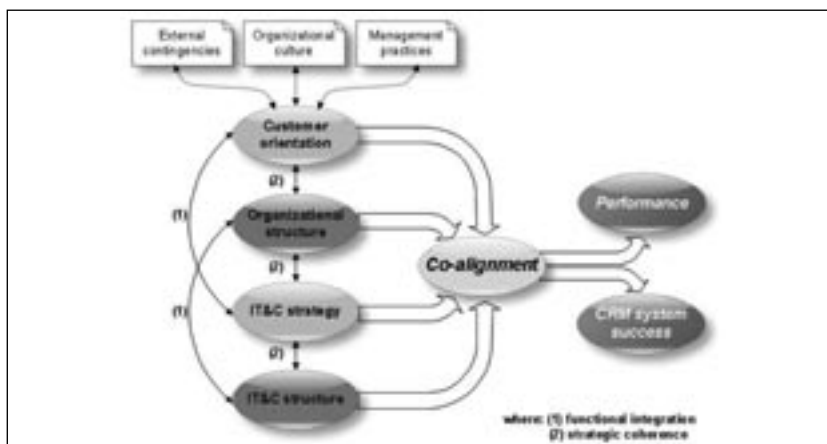 External
contingencies
Organizational
culture
Management
practices
Customer
orientation
(2)
(1)
Organizational
structure
Performance
(2)
Co-alignment
(1)
IT&C strategy
CRM system
success
(2)
IT&C structure
where: (1) functional integration
(2) strategic coherence